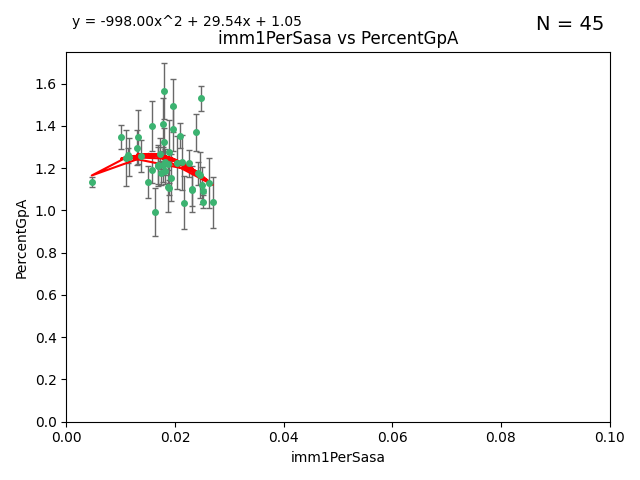 y = -998.00x^2 + 29.54x + 1.05
N = 45
imm1PerSasa vs PercentGpA
1.6
1.4
1.2
1.0
0.8
0.6
0.4
0.2
0.0
PercentGpA
0.00 0.02 0.04 0.06 0.08 0.10
imm1PerSasa